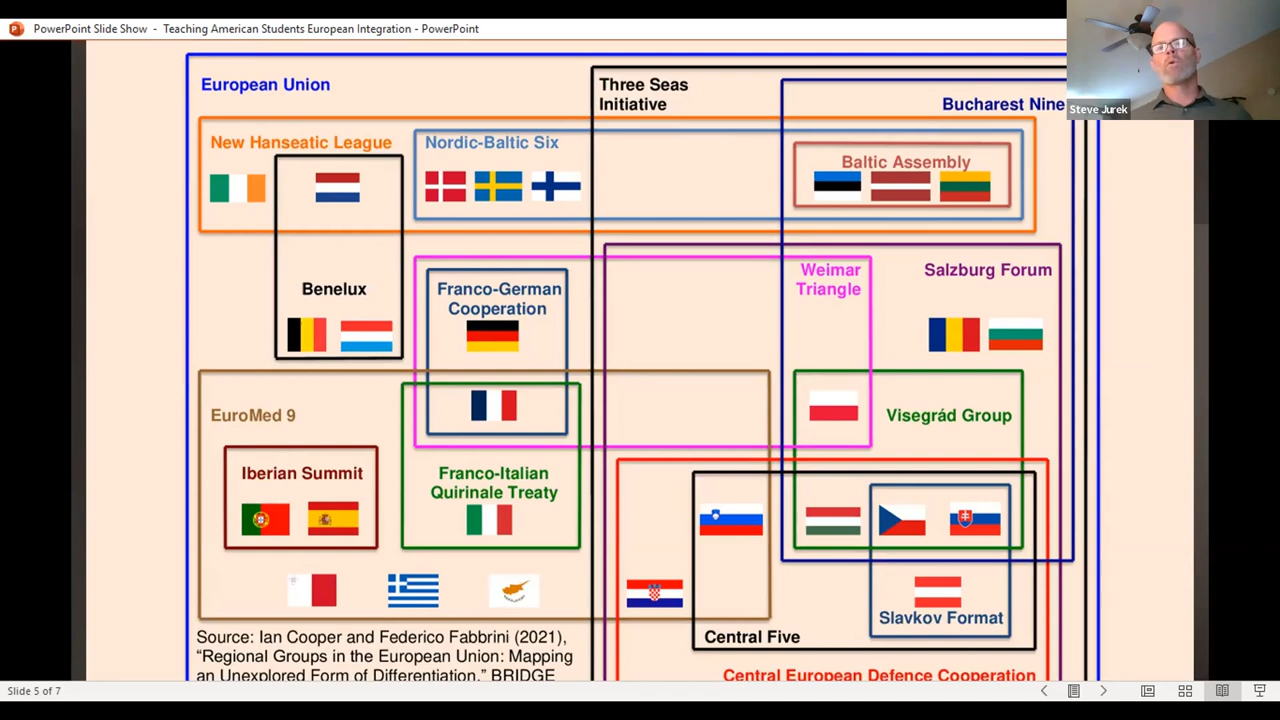 PowerPoint Slide Show - Teaching American Students European Integration - PowerPoint
Steve Jurek
European Union
Three Seas
Initiative
Bucharest Nine
New Hanseatic League
Nordic-Baltic Six
Baltic Assembly
Benelux
Franco-German
Cooperation
Weimar
Triangle
Salzburg Forum
EuroMed 9
Visegrád Group
Iberian Summit
Franco-Italian
Quirinale Treaty
Slavkov Format
Central Five
Source: Ian Cooper and Federico Fabbrini (2021),
“Regional Groups in the European Union: Mapping
an Unexplored Form of Differentiation,” BRIDGE
Central European Defence Cooperation
Slide 5 of 7